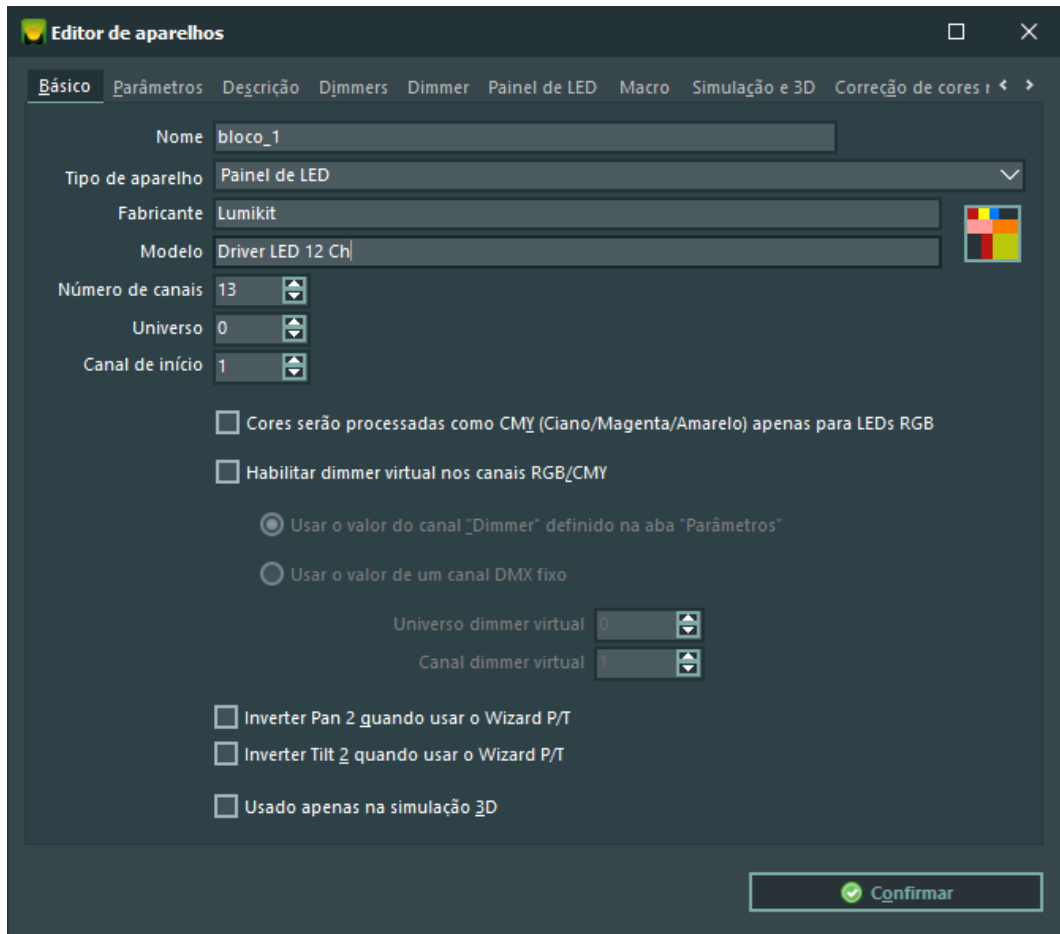 Editor de aparelhos
Básico Parâmetros Descrição Dimmers Dimmer Painel de LED Macro Simulação e 3D Correção de cores r
Nome bloco_1
Tipo de aparelho Painel de LED
Fabricante Lumikit
Modelo Driver LED 12 Ch
Número de canais 13
Universo 0
Canal de início 1
Cores serão processadas como CMY (Ciano/Magenta/Amarelo) apenas para LEDs RGB
Habilitar dimmer virtual nos canais RGB/CMY
Usar o valor do canal "Dimmer" definido na aba "Parâmetros"
Usar o valor de um canal DMX fixo
Universo dimmer virtual 0
Canal dimmer virtual 1
Inverter Pan 2 quando usar o Wizard P/T
Inverter Tilt 2 quando usar o Wizard P/T
Usado apenas na simulação 3D
Confirmar